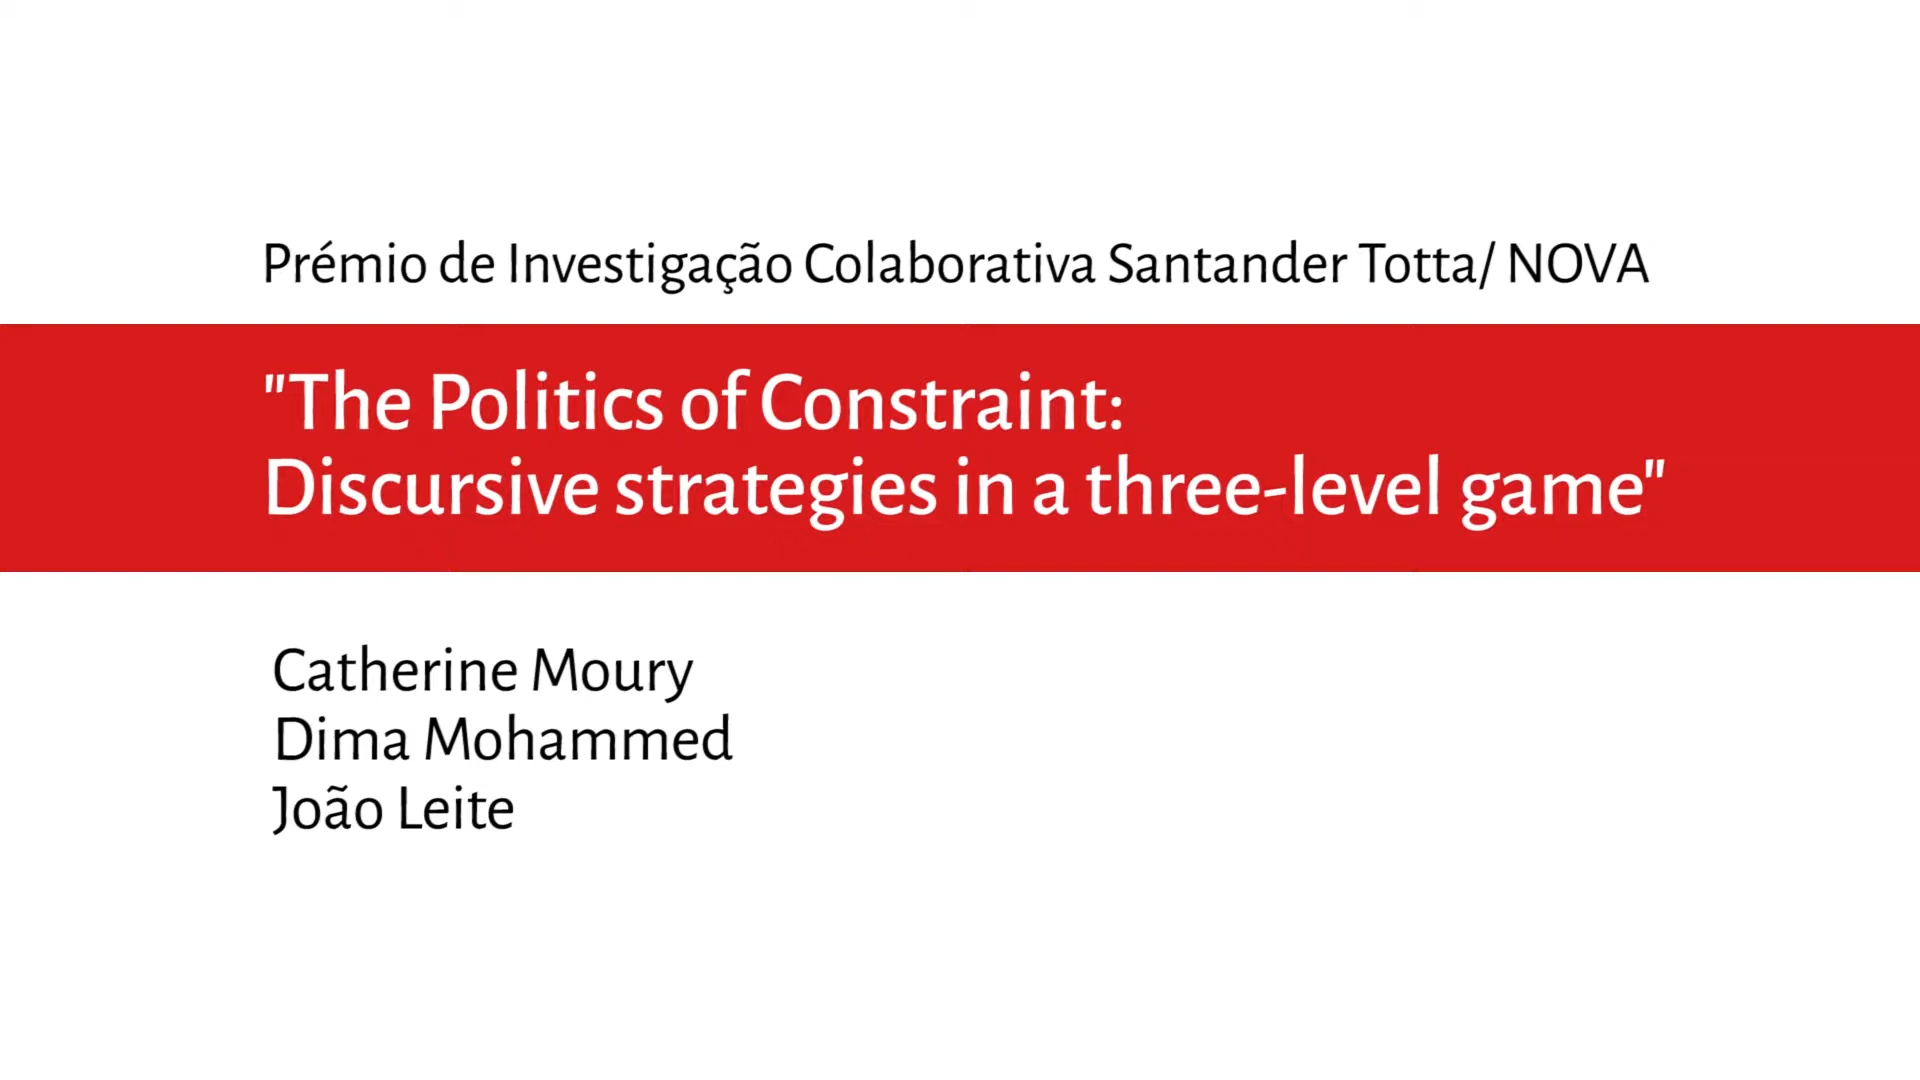 Prémio de Investigação Colaborativa Santander Totta/ NOVA
"The Politics of Constraint:
Discursive strategies in a three-level game"
Catherine Moury
Dima Mohammed
João Leite